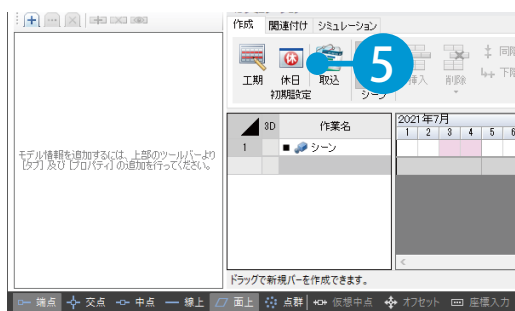 作成 関連付け シミュレーション
工期 休日 取込 シーン 挿入 削除
初期設定
5
3D 作業名 2021年7月
1 2 3 4 5 6
1 シーン
モデル情報を追加するには、上部のツールバーより
[タブ] 及び [プロパティ] の追加を行ってください。
ドラッグで新規バーを作成できます。
端点 交点 中点 線上 面上 点群 仮想中点 オフセット 座標入力